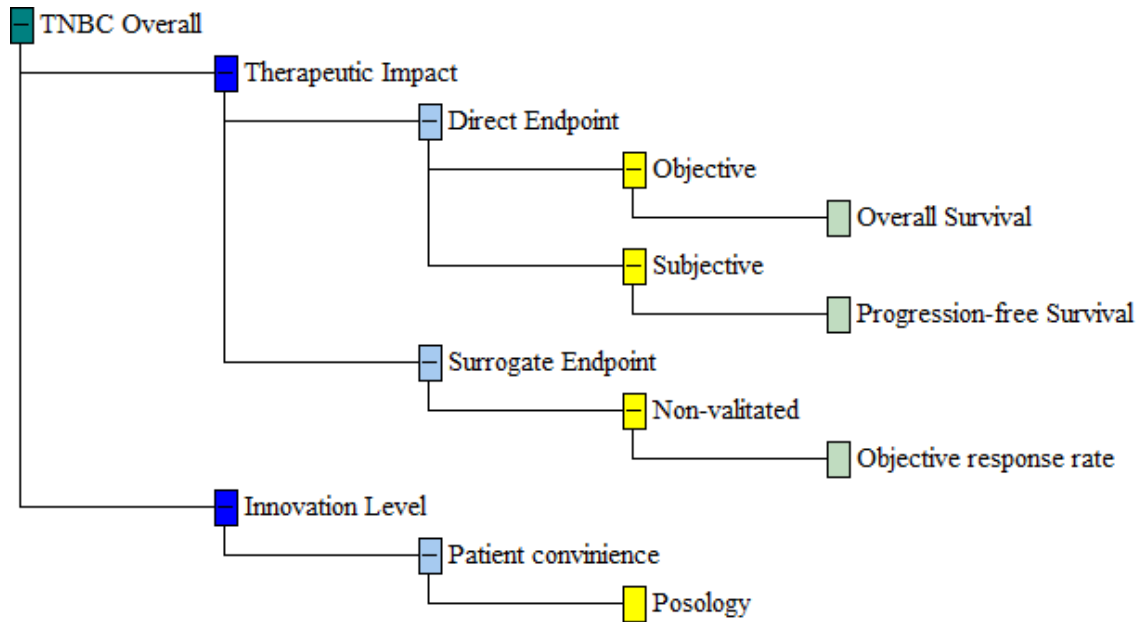 TNBC Overall
Therapeutic Impact
Direct Endpoint
Objective
Overall Survival
Subjective
Progression-free Survival
Surrogate Endpoint
Non-valitated
Objective response rate
Innovation Level
Patient convinience
Posology